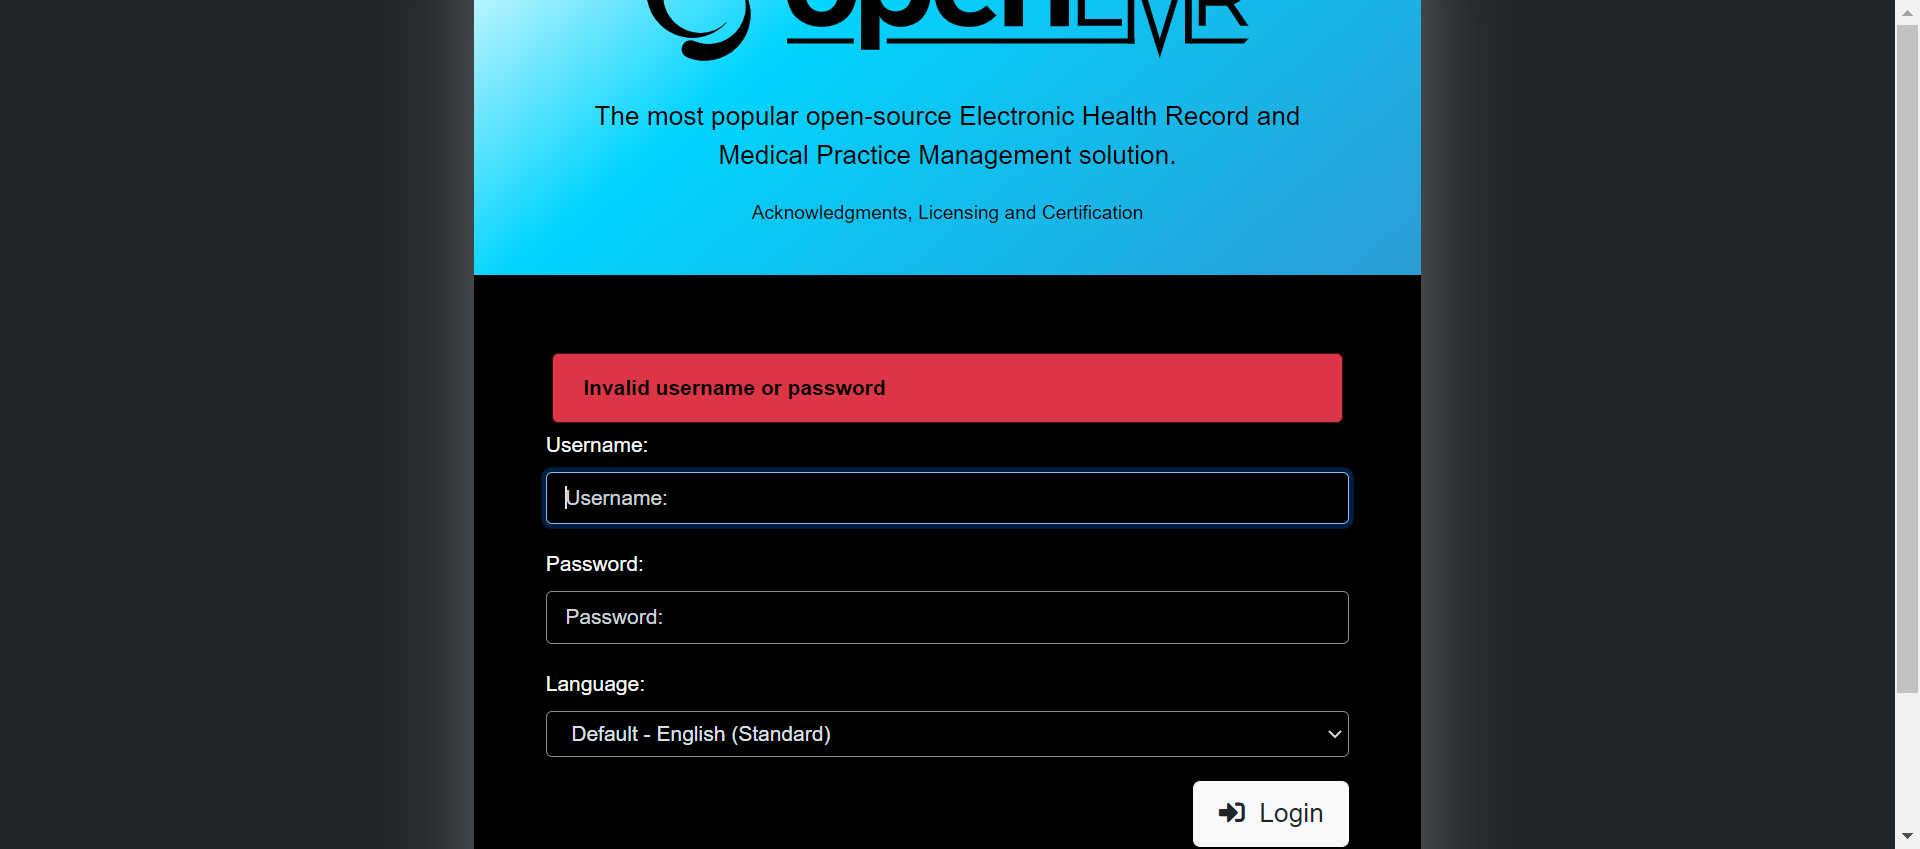 openEMR
The most popular open-source Electronic Health Record and
Medical Practice Management solution.
Acknowledgments, Licensing and Certification
Invalid username or password
Username:
Username:
Password:
Password:
Language:
Default - English (Standard)
Login